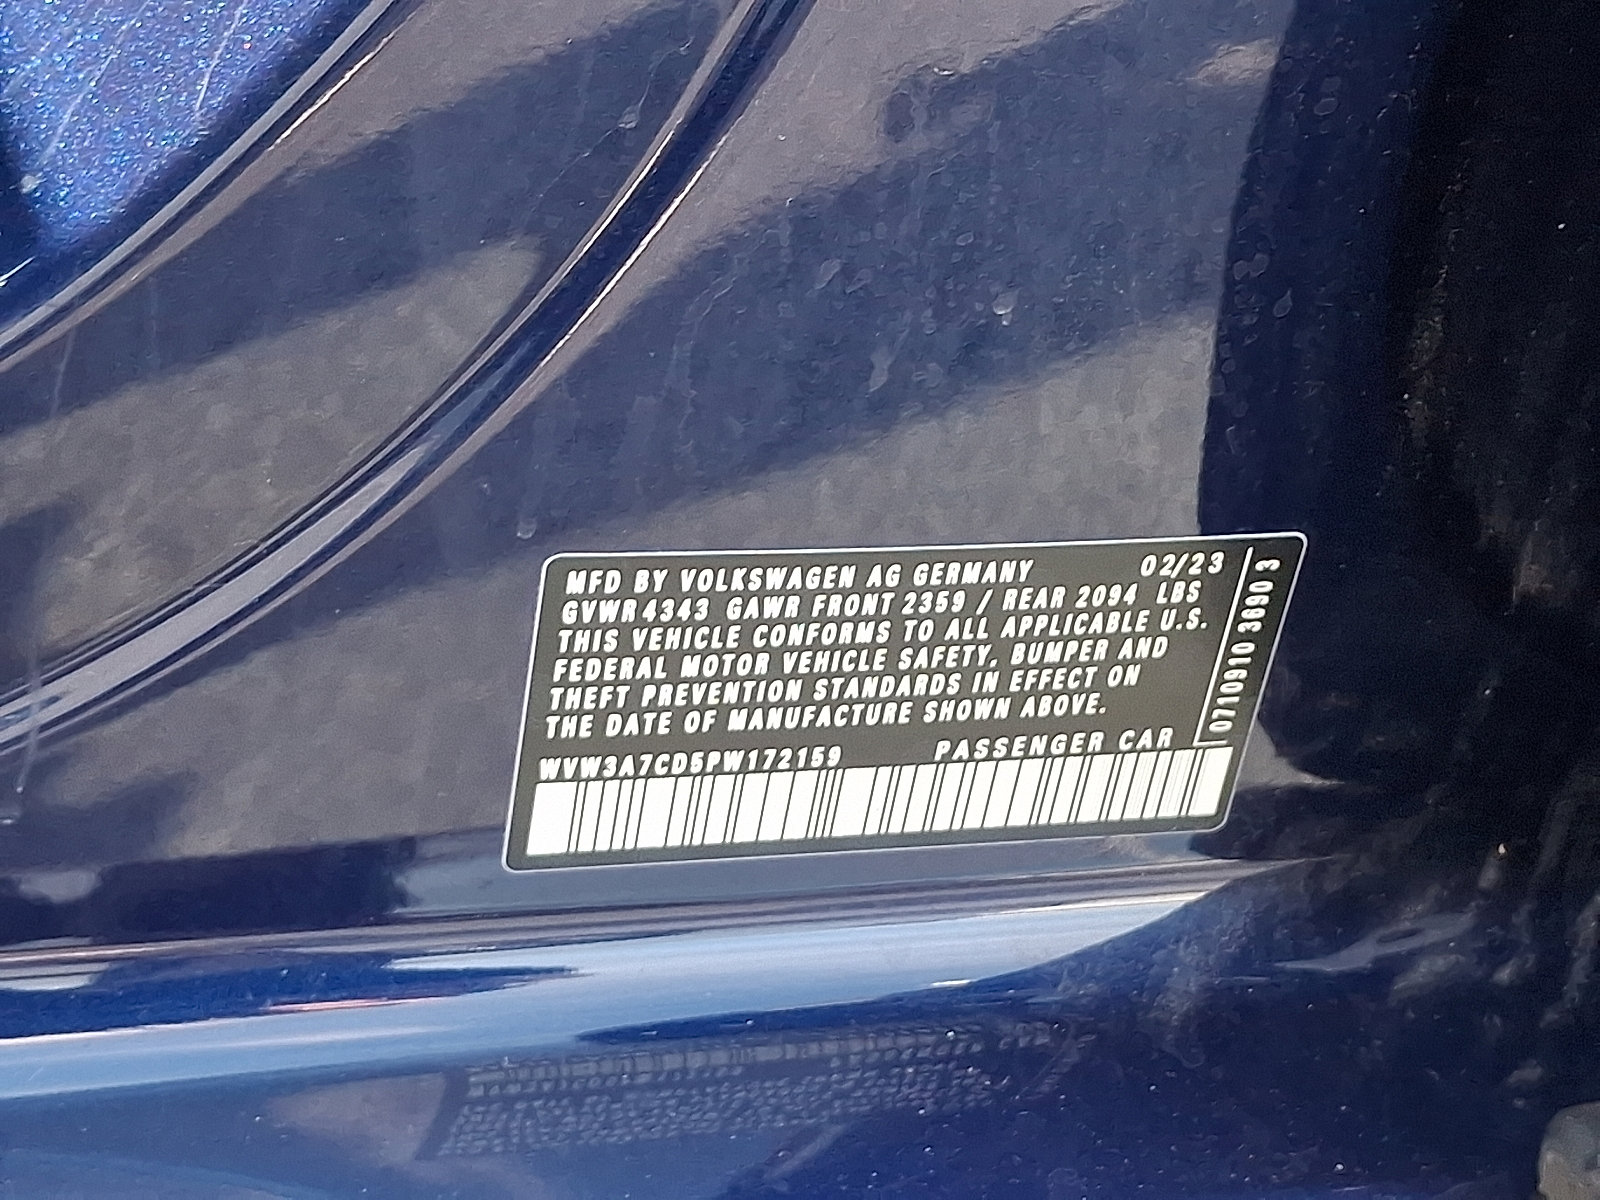 MFD BY VOLKSWAGEN AG GERMANY 02/23
GVWR 4343 GAWR FRONT 2359 / REAR 2094 LBS
THIS VEHICLE CONFORMS TO ALL APPLICABLE U.S.
FEDERAL MOTOR VEHICLE SAFETY, BUMPER AND
THEFT PREVENTION STANDARDS IN EFFECT ON
THE DATE OF MANUFACTURE SHOWN ABOVE.
WVW3A7CD5PW172159 PASSENGER CAR
0701610 3690 3